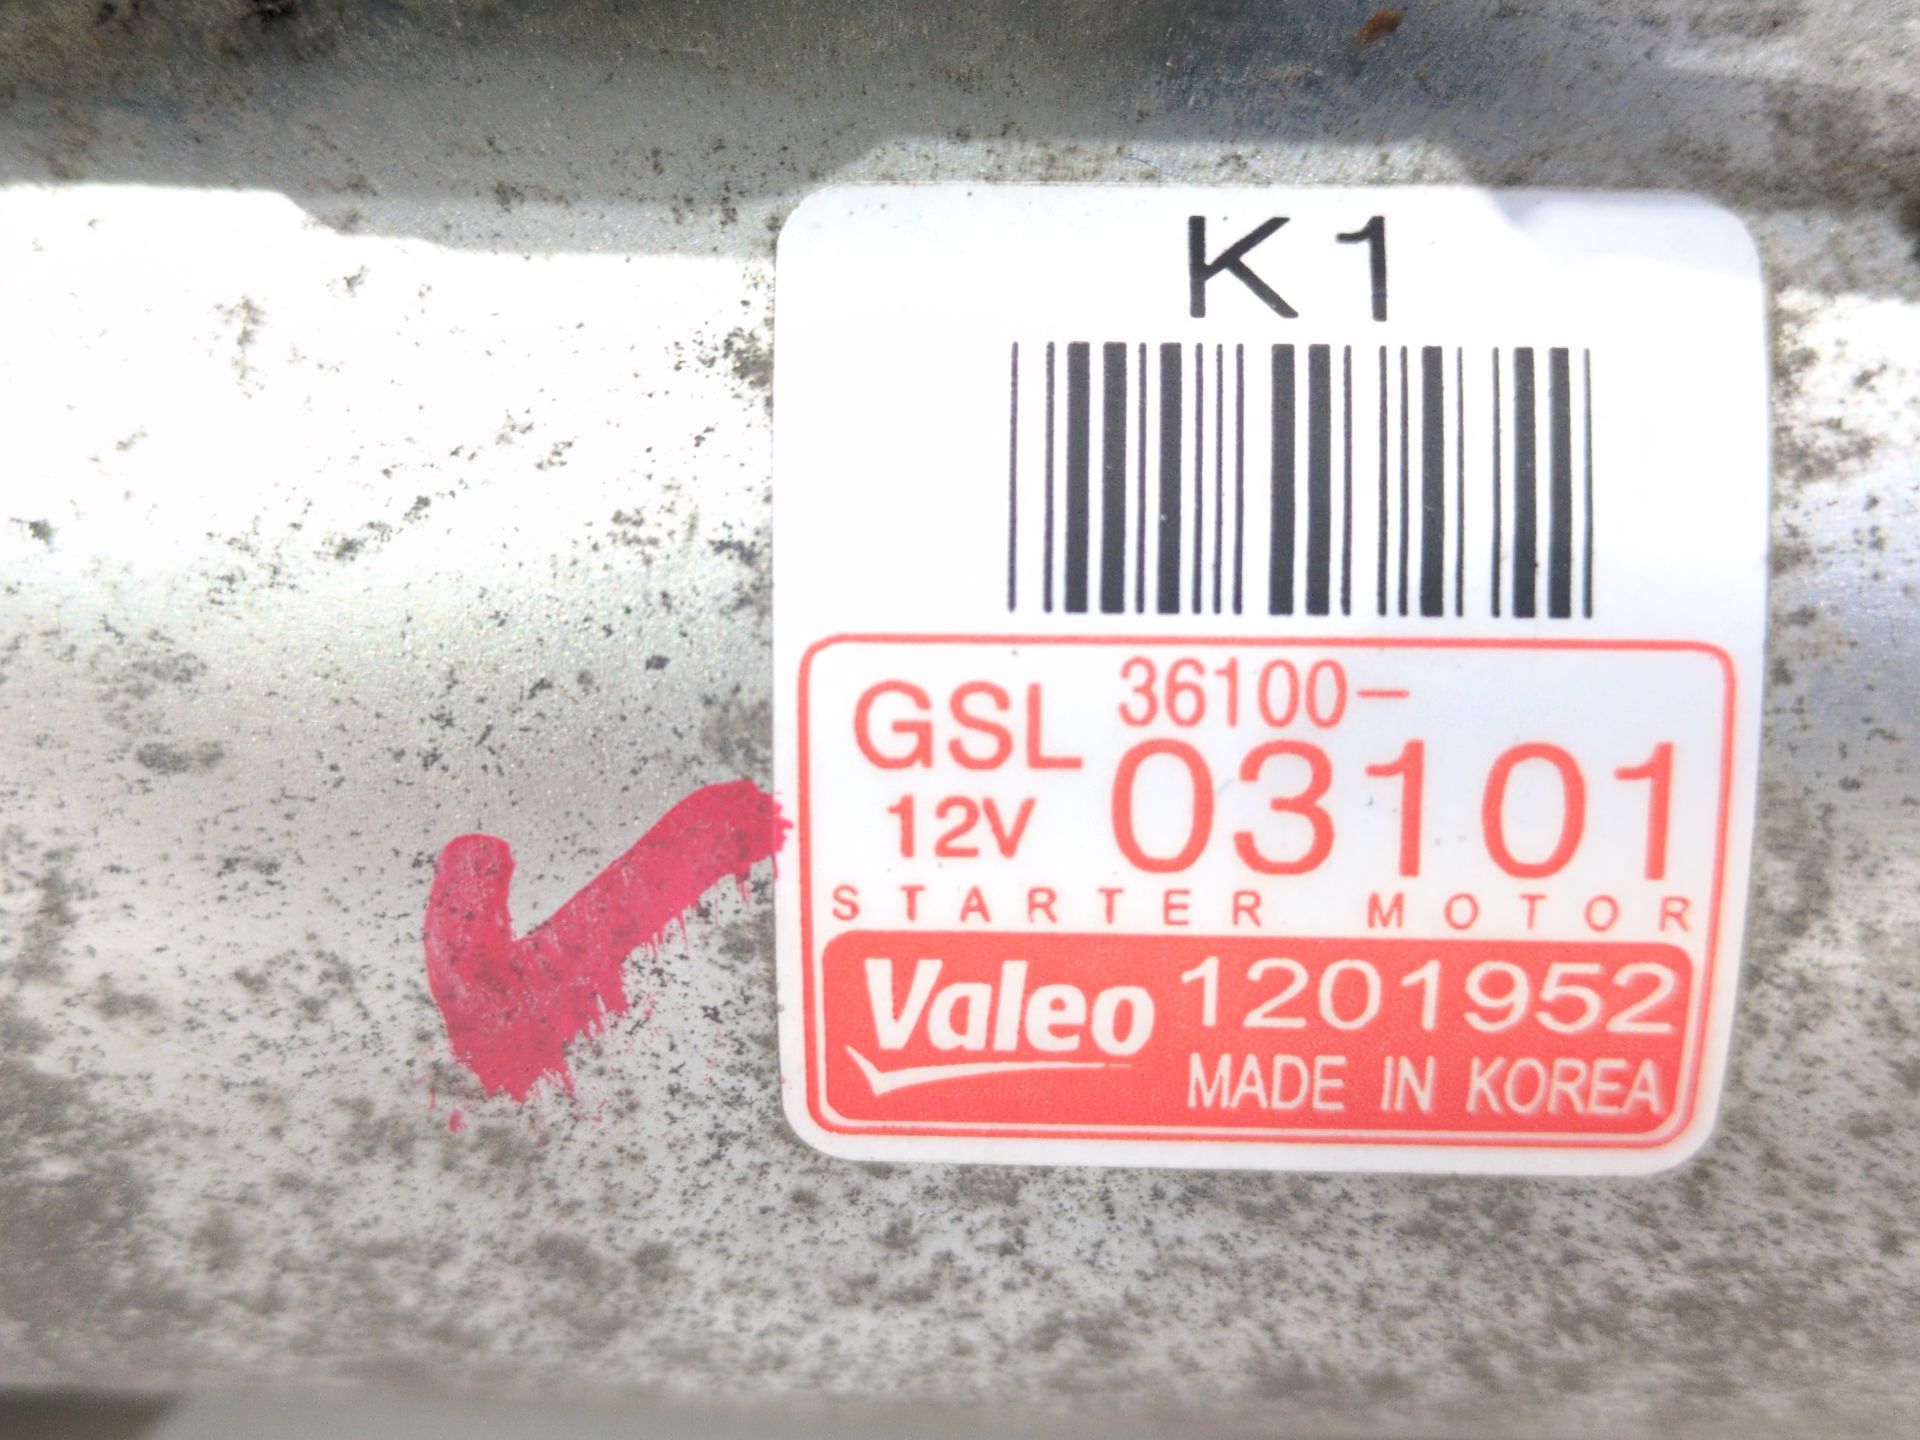 K1
GSL 36100-
12V 03101
STARTER MOTOR
Valeo 1201952
MADE IN KOREA